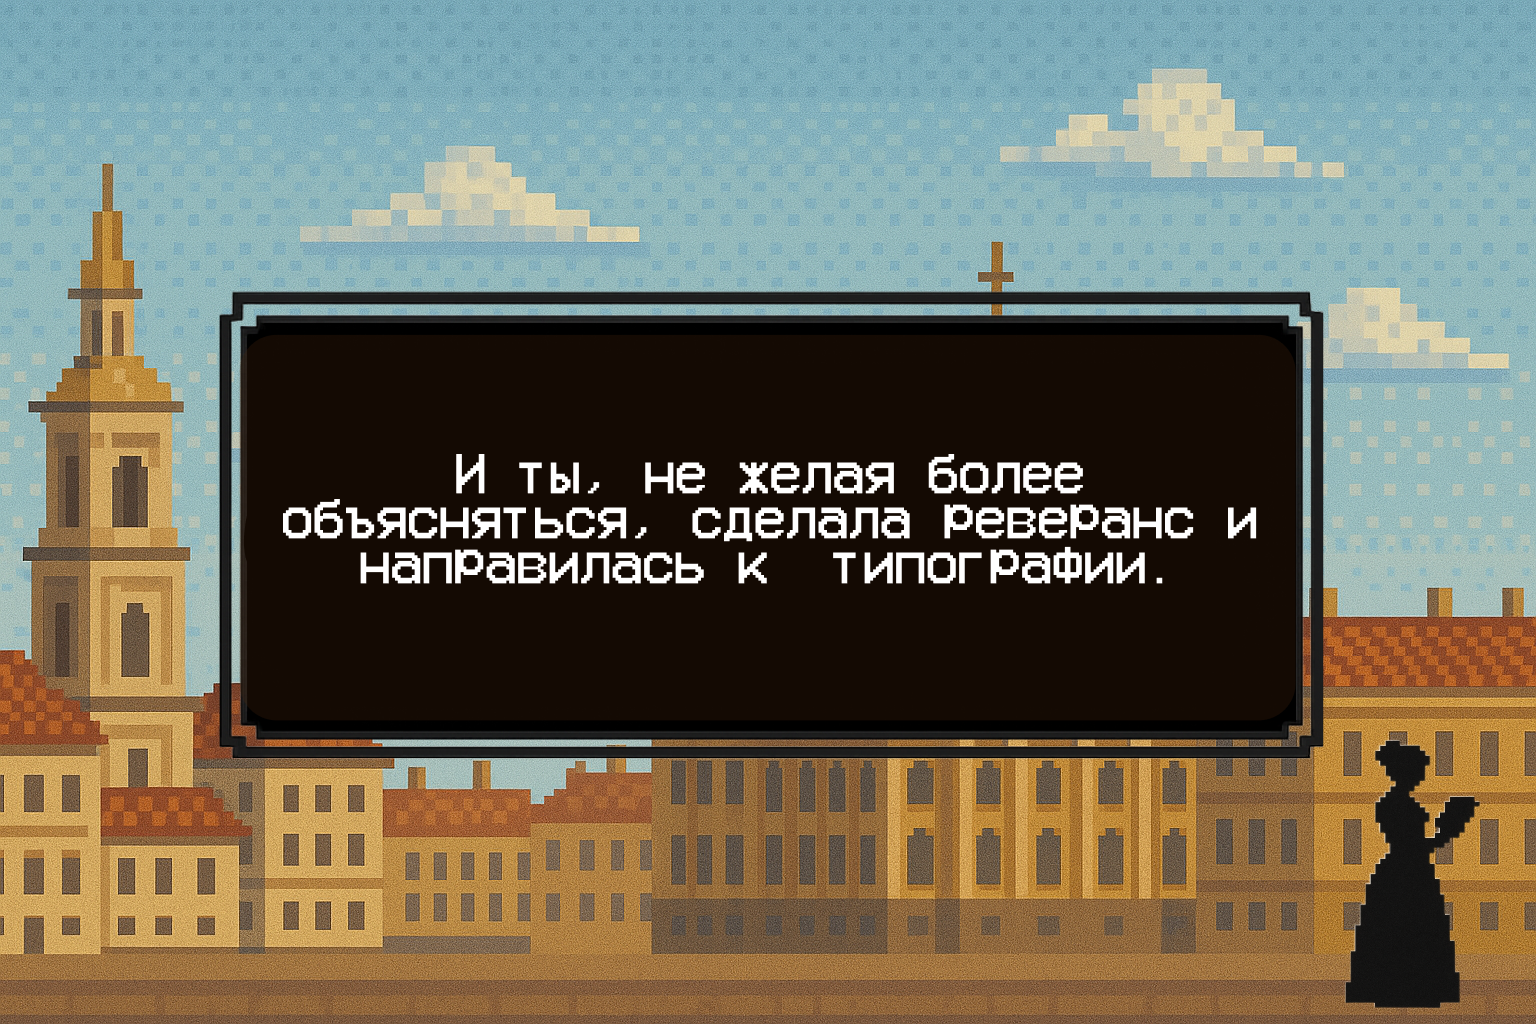 И ты, не желая более
объясняться, сделала реверанс и
направилась к  типографии.